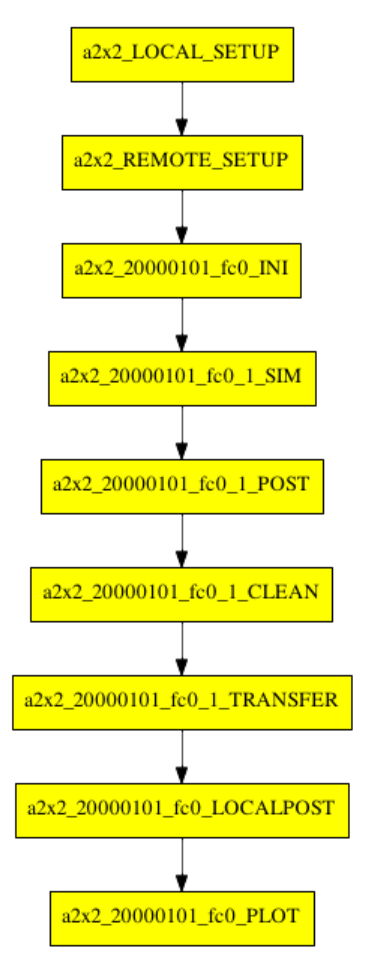 a2x2_LOCAL_SETUP
a2x2_REMOTE_SETUP
a2x2_20000101_fc0_INI
a2x2_20000101_fc0_1_SIM
a2x2_20000101_fc0_1_POST
a2x2_20000101_fc0_1_CLEAN
a2x2_20000101_fc0_1_TRANSFER
a2x2_20000101_fc0_LOCALPOST
a2x2_20000101_fc0_PLOT